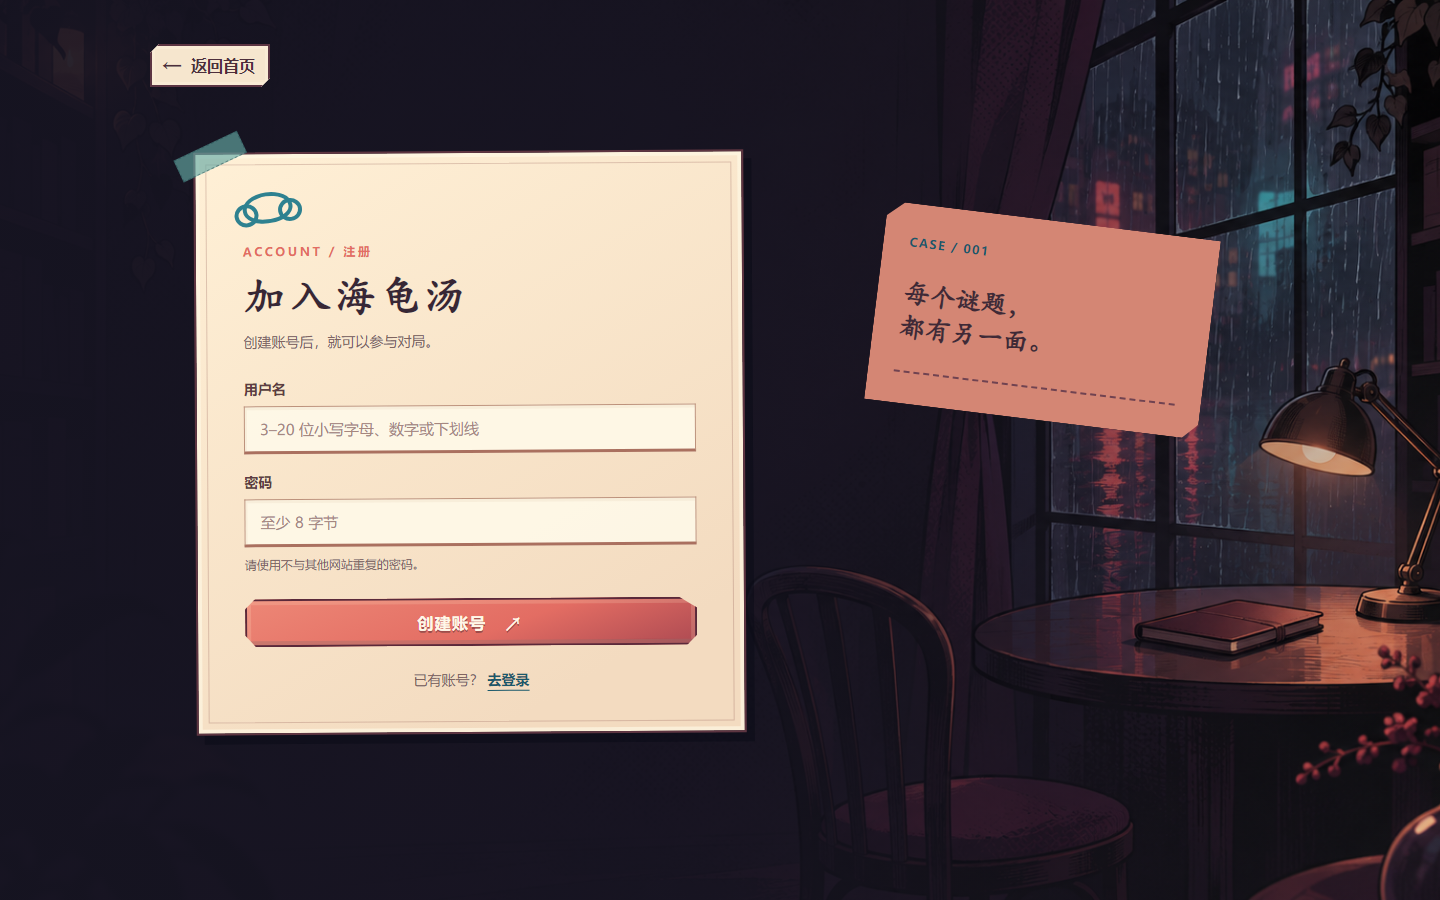 ← 返回首页
ACCOUNT / 注册
加入海龟汤
创建账号后，就可以参与对局。
用户名
3–20 位小写字母、数字或下划线
密码
至少 8 字节
请使用不与其他网站重复的密码。
创建账号 ↗
已有账号？ 去登录
CASE / 001
每个谜题，
都有另一面。